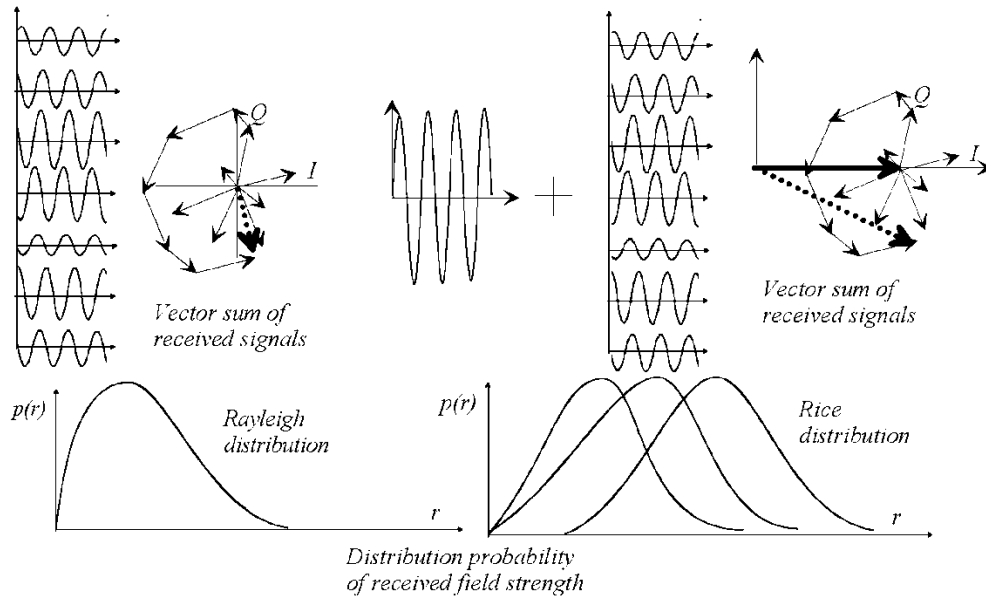 Q
I
Vector sum of
received signals
Q
I
Vector sum of
received signals
p(r)
Rayleigh
distribution
r
p(r)
Rice
distribution
r
Distribution probability
of received field strength